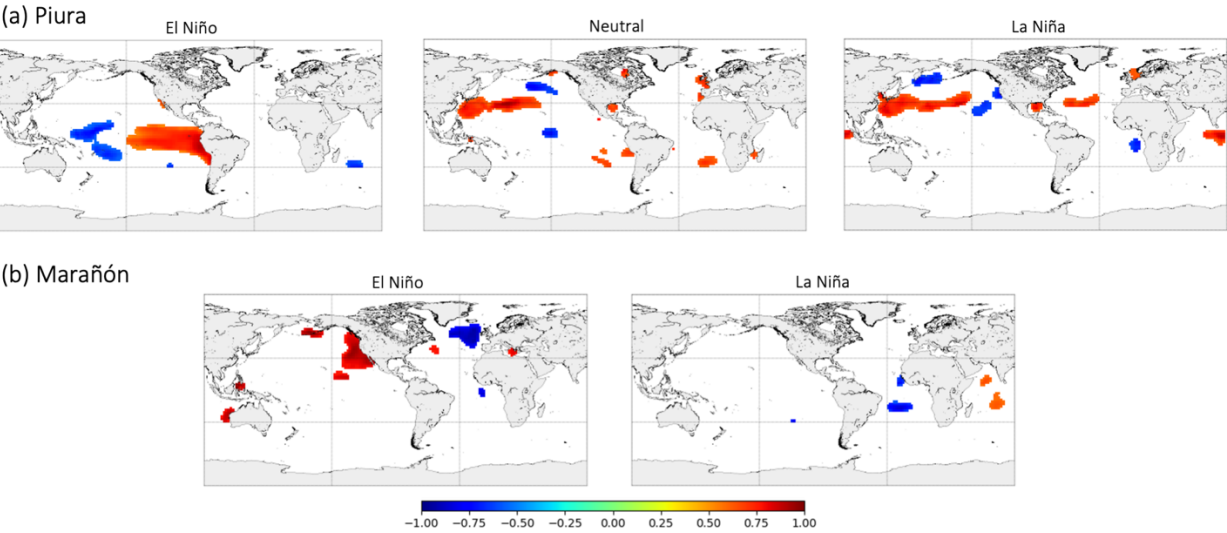 (a) Piura
El Niño Neutral La Niña
(b) Marañón
El Niño La Niña
−1.00 −0.75 −0.50 −0.25 0.00 0.25 0.50 0.75 1.00